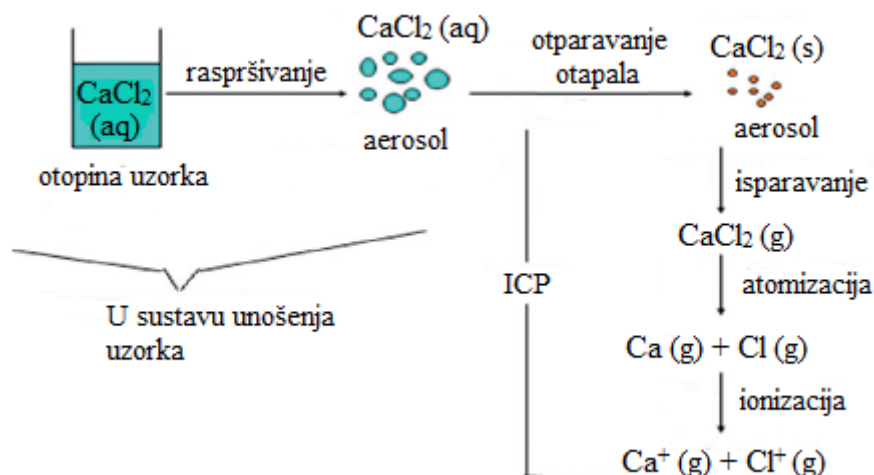 CaCl₂
(aq)
otopina uzorka
raspršivanje
CaCl₂ (aq)
aerosol
otparavanje
otapala
CaCl₂ (s)
aerosol
isparavanje
CaCl₂ (g)
atomizacija
Ca (g) + Cl (g)
ionizacija
Ca⁺ (g) + Cl⁺ (g)
ICP
U sustavu unošenja
uzorka